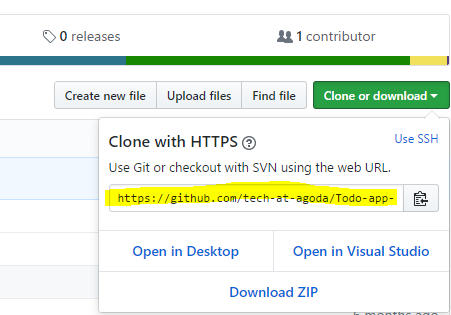 0 releases
1 contributor
Create new file
Upload files
Find file
Clone or download
Clone with HTTPS
Use SSH
Use Git or checkout with SVN using the web URL.
https://github.com/tech-at-agoda/Todo-app-
Open in Desktop
Open in Visual Studio
Download ZIP
6 months ago